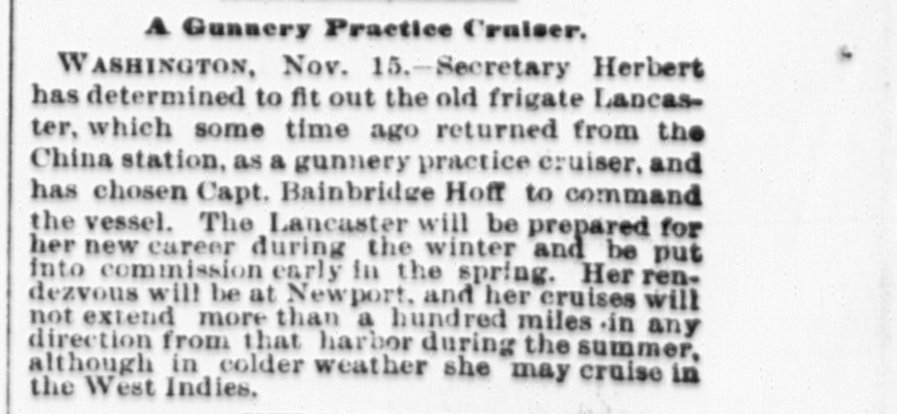 A Gunnery Practice Cruiser.
WASHINGTON, Nov. 15.—Secretary Herbert
has determined to fit out the old frigate Lancas-
ter, which some time ago returned from the
China station, as a gunnery practice cruiser, and
has chosen Capt. Bainbridge Hoff to command
the vessel. The Lancaster will be prepared for
her new career during the winter and be put
into commission early in the spring. Her ren-
dezvous will be at Newport, and her cruises will
not extend more than a hundred miles in any
direction from that harbor during the summer,
although in colder weather she may cruise in
the West Indies.